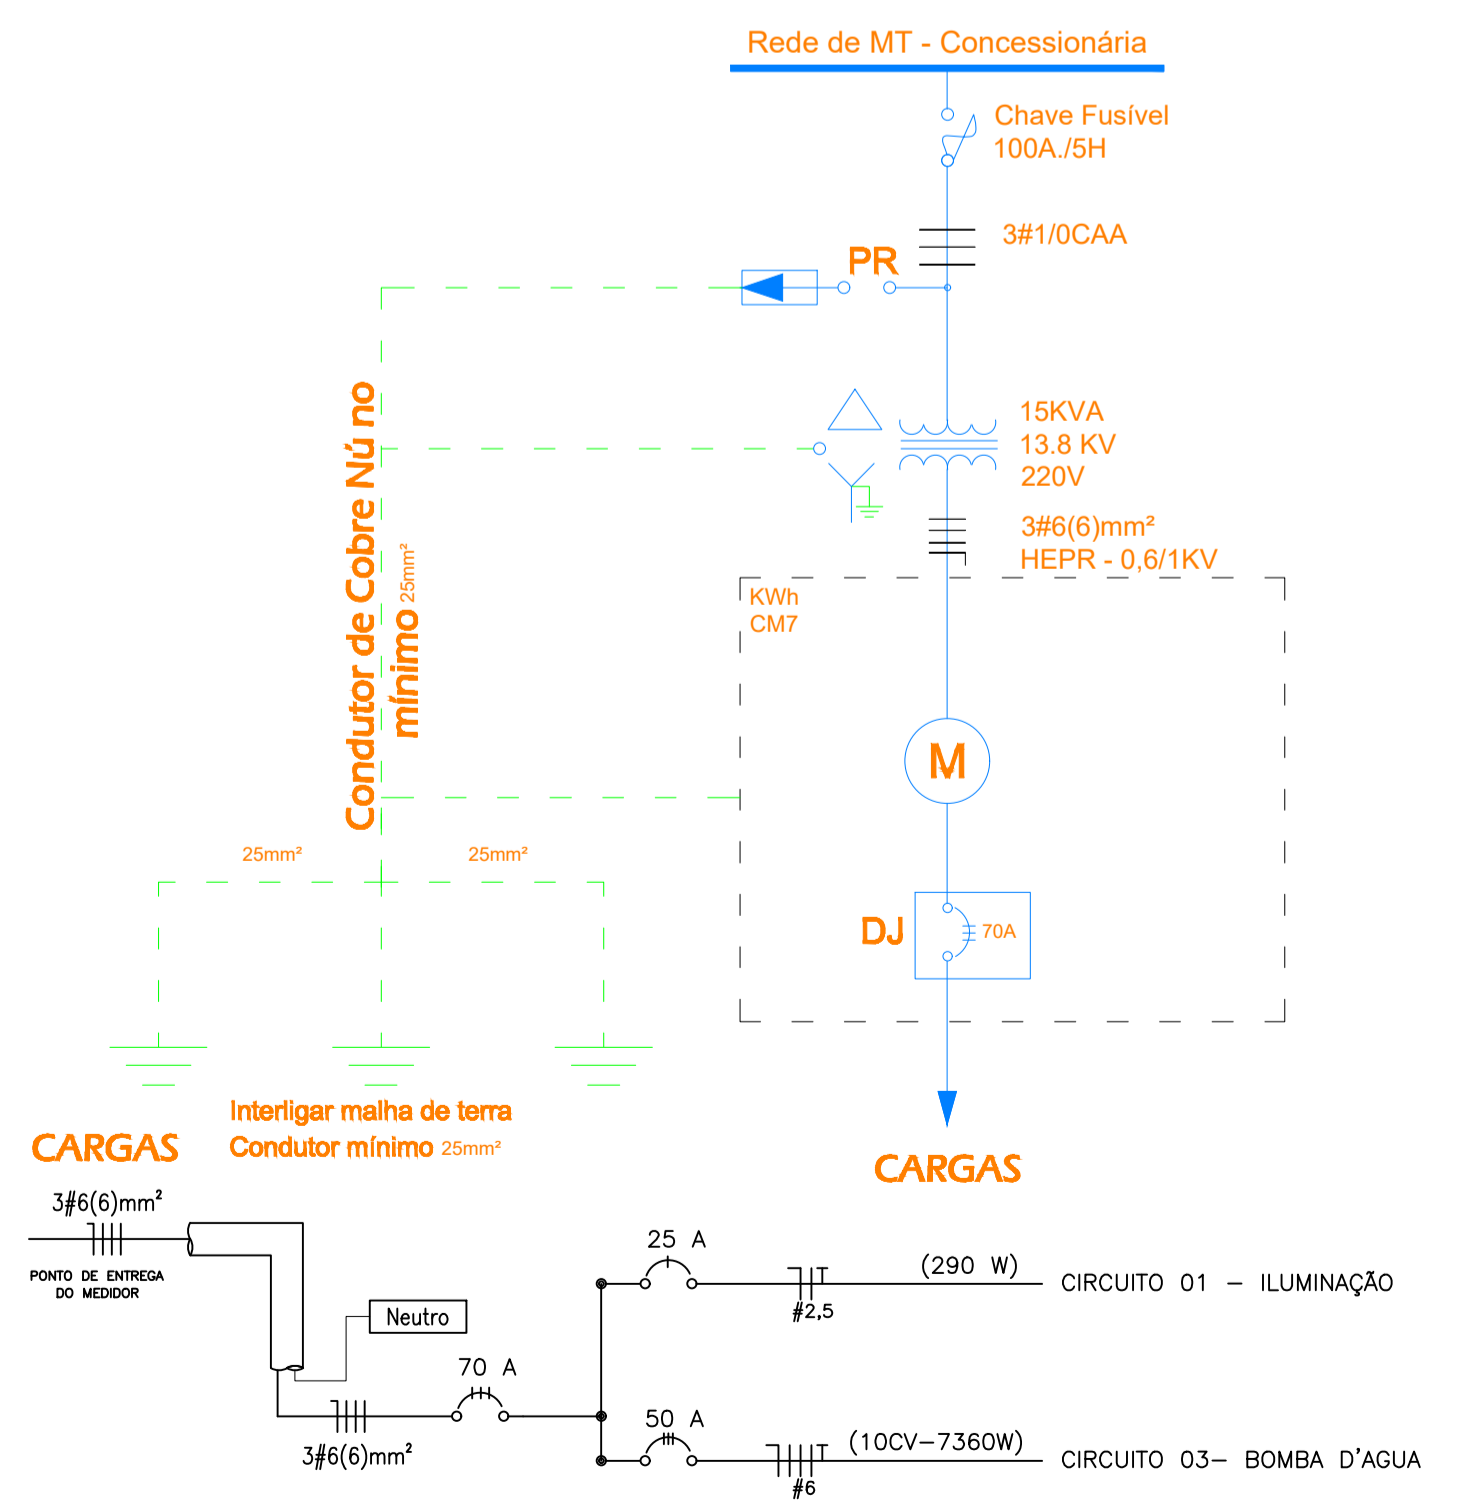 Rede de MT - Concessionária
Chave Fusível
100A./5H
3#1/0CAA
PR
15KVA
13.8 KV
220V
3#6(6)mm²
HEPR - 0,6/1KV
Condutor de Cobre Nú no
mínimo 25mm²
KWh
CM7
M
25mm²
25mm²
DJ
70A
Interligar malha de terra
Condutor mínimo 25mm²
CARGAS
CARGAS
3#6(6)mm²
PONTO DE ENTREGA
DO MEDIDOR
Neutro
70 A
3#6(6)mm²
25 A
#2,5
(290 W)
CIRCUITO 01 - ILUMINAÇÃO
50 A
#6
(10CV-7360W)
CIRCUITO 03- BOMBA D'AGUA